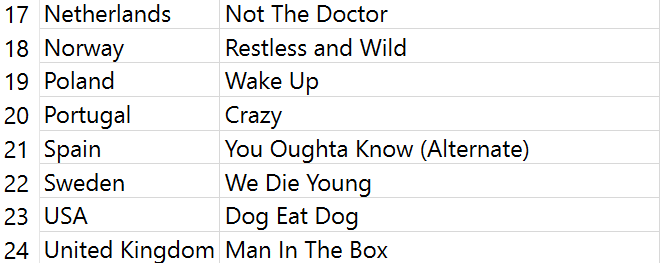 17 Netherlands Not The Doctor
18 Norway Restless and Wild
19 Poland Wake Up
20 Portugal Crazy
21 Spain You Oughta Know (Alternate)
22 Sweden We Die Young
23 USA Dog Eat Dog
24 United Kingdom Man In The Box